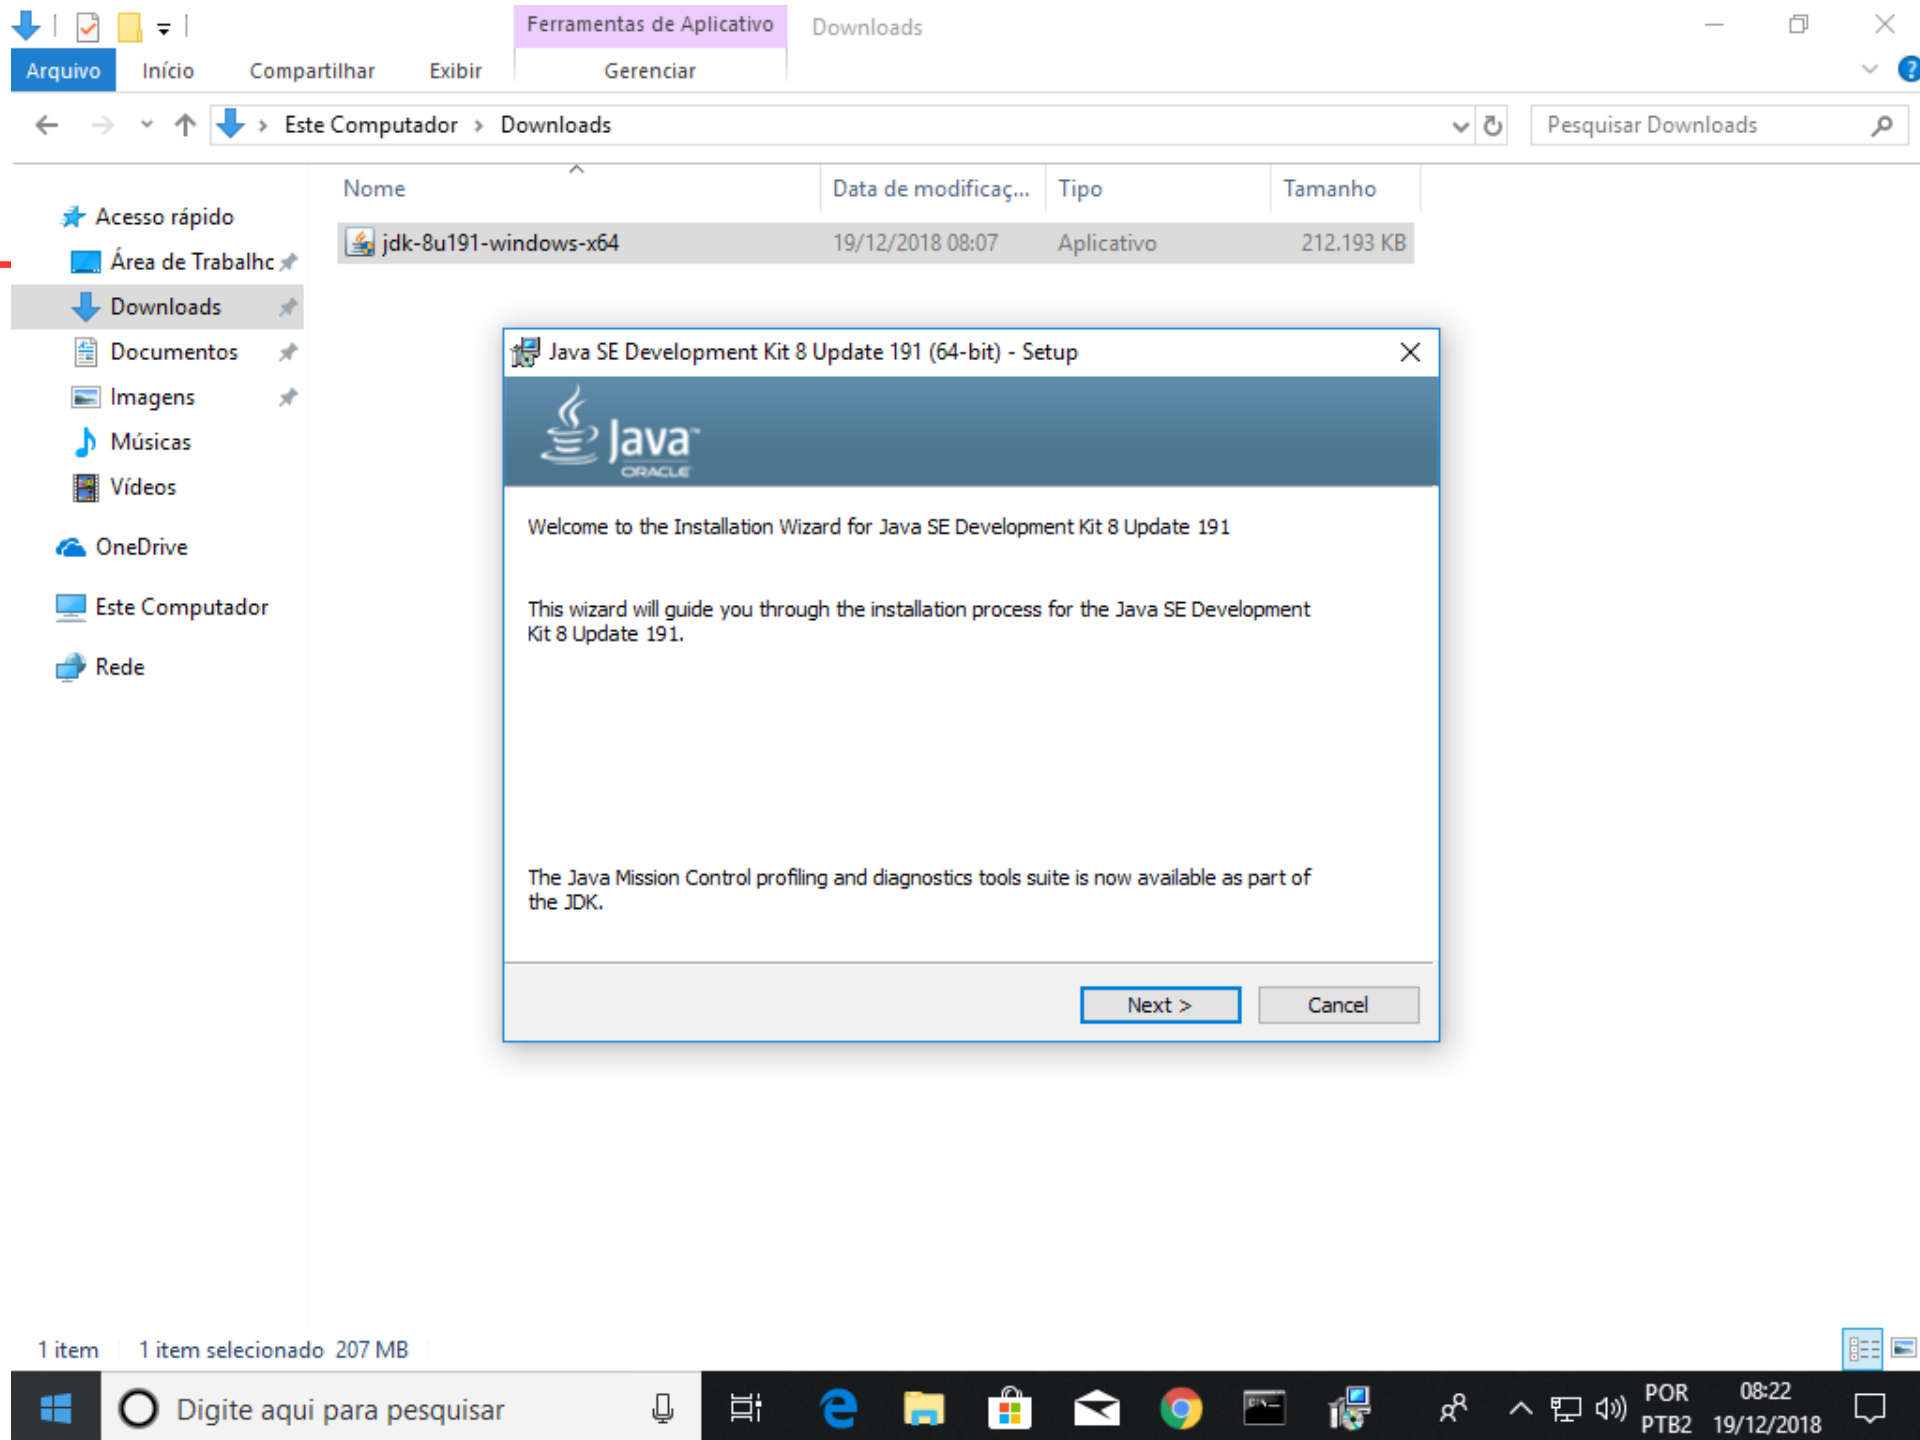 Ferramentas de Aplicativo
Downloads
Arquivo
Início
Compartilhar
Exibir
Gerenciar
Este Computador > Downloads
Pesquisar Downloads
Nome
Data de modificaç...
Tipo
Tamanho
jdk-8u191-windows-x64
19/12/2018 08:07
Aplicativo
212.193 KB
Acesso rápido
Área de Trabalhc
Downloads
Documentos
Imagens
Músicas
Vídeos
OneDrive
Este Computador
Rede
Java SE Development Kit 8 Update 191 (64-bit) - Setup
Java™
ORACLE
Welcome to the Installation Wizard for Java SE Development Kit 8 Update 191
This wizard will guide you through the installation process for the Java SE Development
Kit 8 Update 191.
The Java Mission Control profiling and diagnostics tools suite is now available as part of
the JDK.
Next >
Cancel
1 item
1 item selecionado 207 MB
Digite aqui para pesquisar
POR
PTB2
08:22
19/12/2018